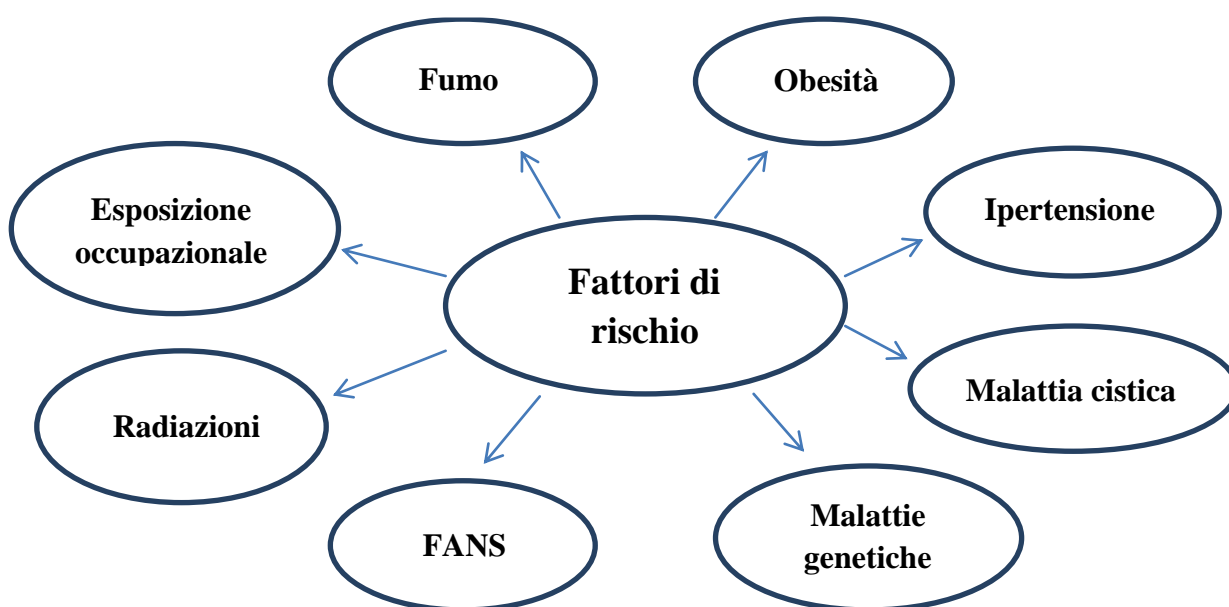 Fumo
Obesità
Esposizione
occupazionale
Ipertensione
Fattori di
rischio
Malattia cistica
Radiazioni
FANS
Malattie
genetiche